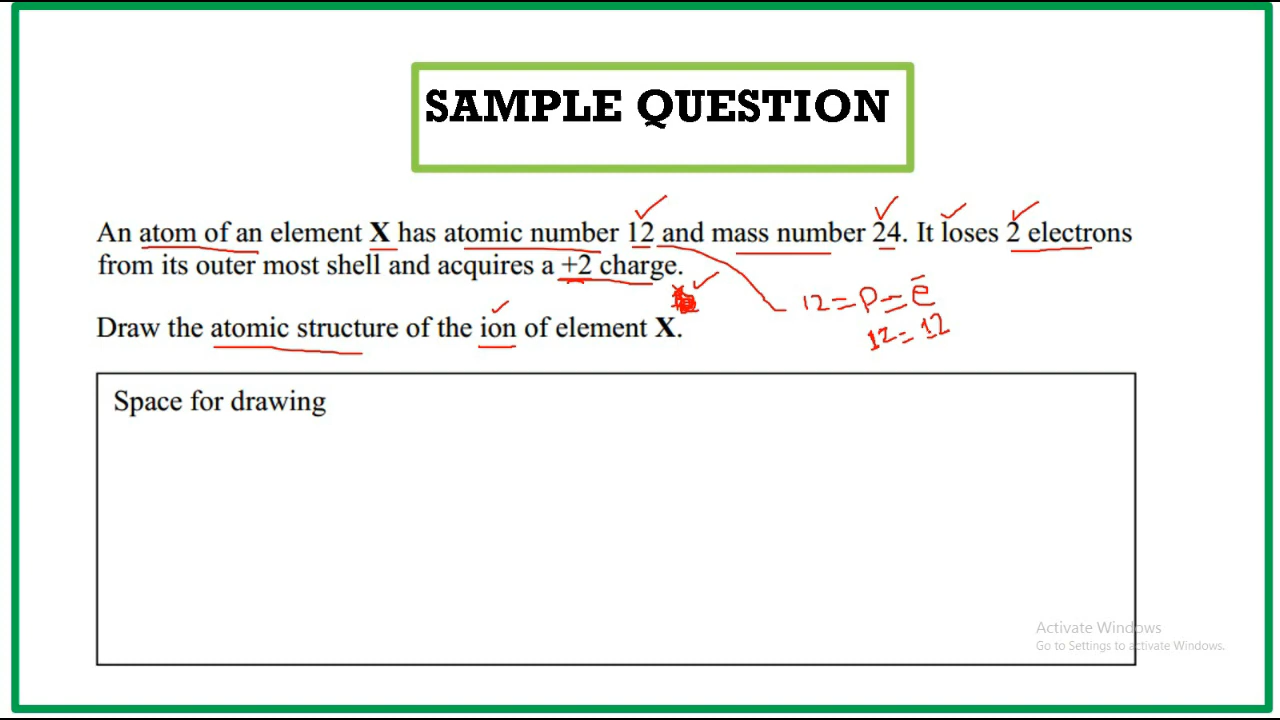 SAMPLE QUESTION
An atom of an element X has atomic number 12 and mass number 24. It loses 2 electrons
from its outer most shell and acquires a +2 charge.
12 = P = ē
12 = 12
Draw the atomic structure of the ion of element X.
Space for drawing
Activate Windows
Go to Settings to activate Windows.